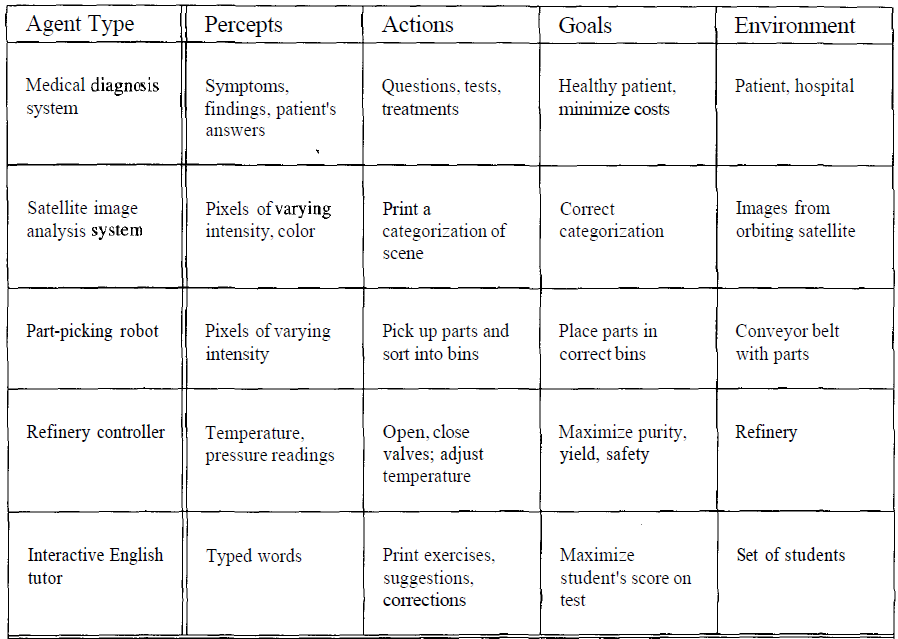 Agent Type Percepts Actions Goals Environment
Medical diagnosis system
Symptoms, findings, patient's answers
Questions, tests, treatments
Healthy patient, minimize costs
Patient, hospital
Satellite image analysis system
Pixels of varying intensity, color
Print a categorization of scene
Correct categorization
Images from orbiting satellite
Part-picking robot
Pixels of varying intensity
Pick up parts and sort into bins
Place parts in correct bins
Conveyor belt with parts
Refinery controller
Temperature, pressure readings
Open, close valves; adjust temperature
Maximize purity, yield, safety
Refinery
Interactive English tutor
Typed words
Print exercises, suggestions, corrections
Maximize student's score on test
Set of students